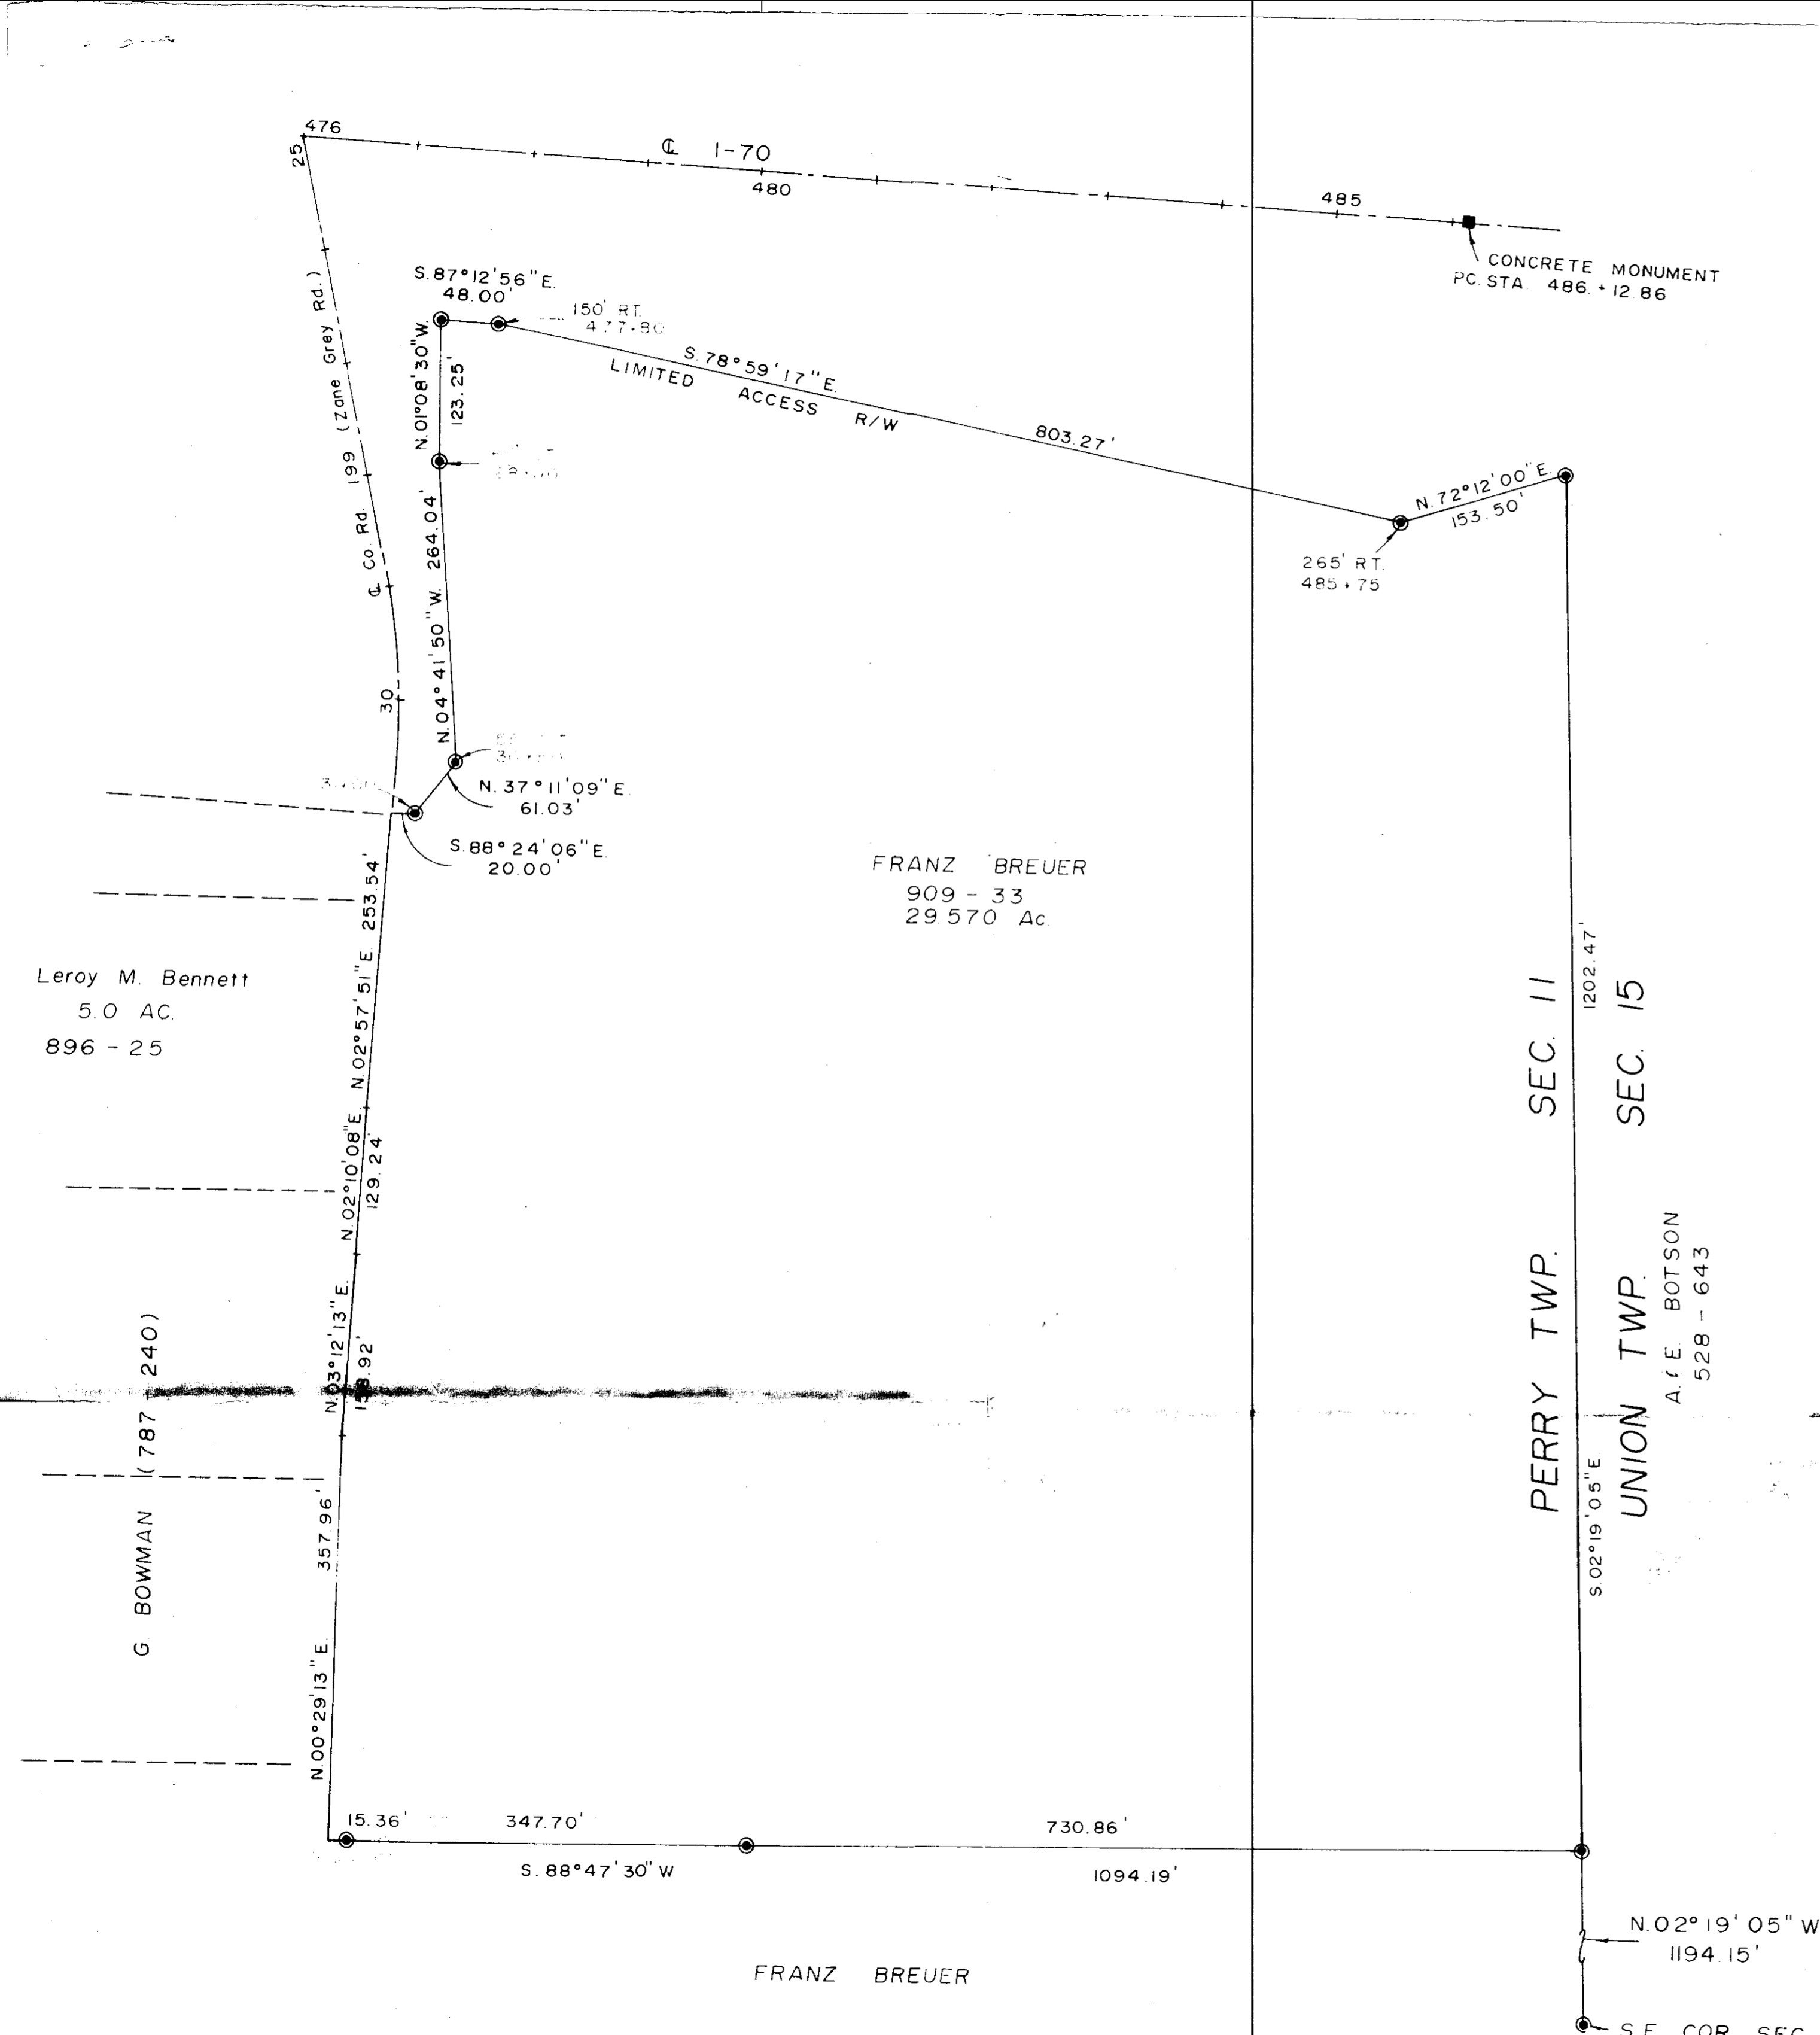 476
25
℄ I-70
480
485
CONCRETE MONUMENT
PC. STA. 486.+12.86
S.87°12'56"E.
48.00'
150' RT.
477+80
N.01°08'30"W.
123.25'
S.78°59'17"E.
LIMITED ACCESS R/W
803.27'
N.72°12'00"E.
153.50'
265' RT.
485+75
℄ Co. Rd. 199 (Zane Grey Rd.)
30
N.04°41'50"W. 264.04'
N. 37°11'09"E.
61.03'
S.88°24'06"E.
20.00'
FRANZ BREUER
909 - 33
29.570 Ac.
Leroy M. Bennett
5.0 AC.
896 - 25
N.02°57'51"E. 253.54'
N.02°10'08"E.
129.24'
N.03°12'13"E.
G. BOWMAN (787 - 240)
357.96'
N.00°29'13"E.
1202.47'
S.02°19'05"E.
PERRY TWP. SEC. 11
UNION TWP. SEC. 15
A. & E. BOTSON
528 - 643
15.36'
347.70'
730.86'
S. 88°47'30" W
1094.19'
N.02°19'05" W
1194.15'
FRANZ BREUER
S.E. COR. SEC.